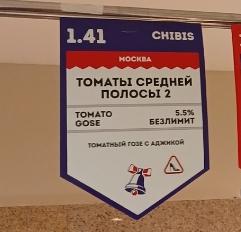 1.41 CHIBIS
МОСКВА
ТОМАТЫ СРЕДНЕЙ
ПОЛОСЫ 2
TOMATO 5.5%
GOSE БЕЗЛИМИТ
ТОМАТНЫЙ ГОЗЕ С АДЖИКОЙ